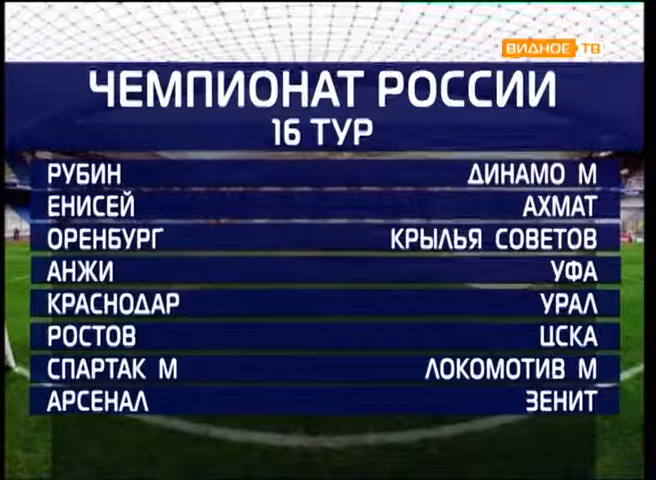 ВИДНОЕ ТВ
ЧЕМПИОНАТ РОССИИ
16 ТУР
РУБИН ДИНАМО М
ЕНИСЕЙ АХМАТ
ОРЕНБУРГ КРЫЛЬЯ СОВЕТОВ
АНЖИ УФА
КРАСНОДАР УРАЛ
РОСТОВ ЦСКА
СПАРТАК М ЛОКОМОТИВ М
АРСЕНАЛ ЗЕНИТ